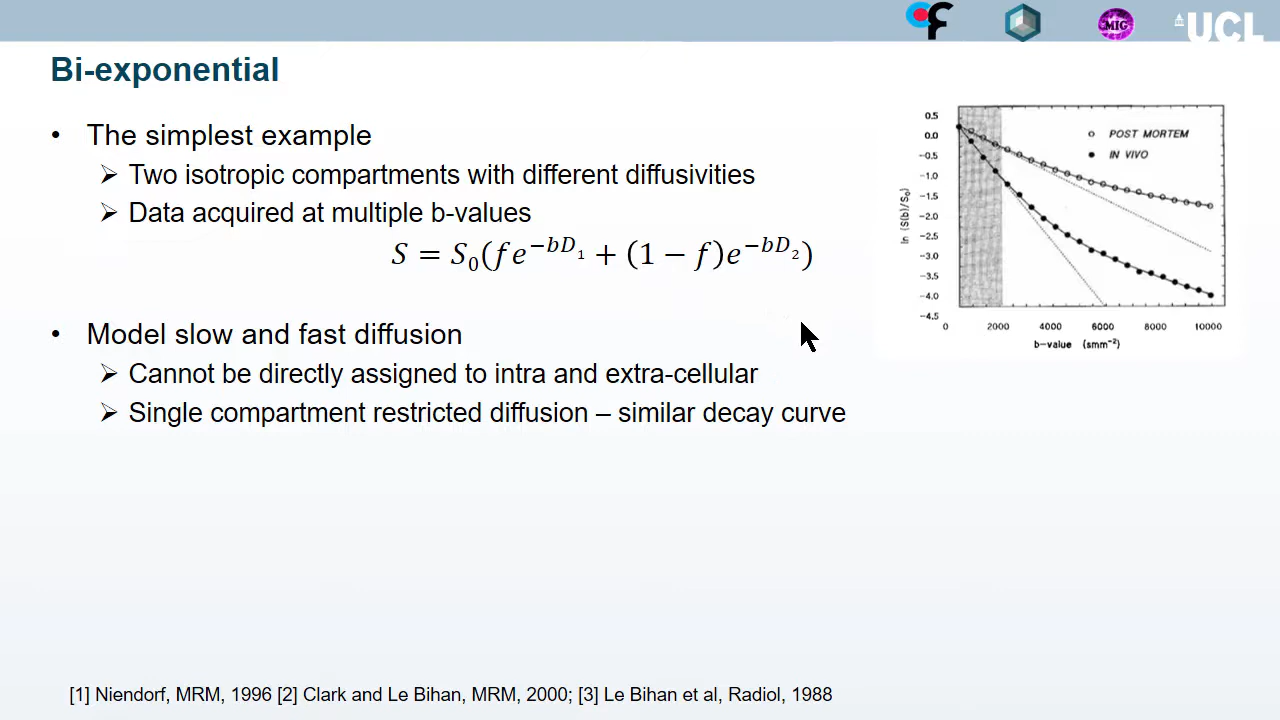 CF
MIG
UCL
Bi-exponential
• The simplest example
➢ Two isotropic compartments with different diffusivities
➢ Data acquired at multiple b-values
S = S₀(fe^{−bD₁} + (1 − f)e^{−bD₂})
• Model slow and fast diffusion
➢ Cannot be directly assigned to intra and extra-cellular
➢ Single compartment restricted diffusion – similar decay curve
POST MORTEM
IN VIVO
ln (S(b)/S₀)
0.5
0.0
-0.5
-1.0
-1.5
-2.0
-2.5
-3.0
-3.5
-4.0
-4.5
0 2000 4000 6000 8000 10000
b-value (smm⁻²)
[1] Niendorf, MRM, 1996 [2] Clark and Le Bihan, MRM, 2000; [3] Le Bihan et al, Radiol, 1988